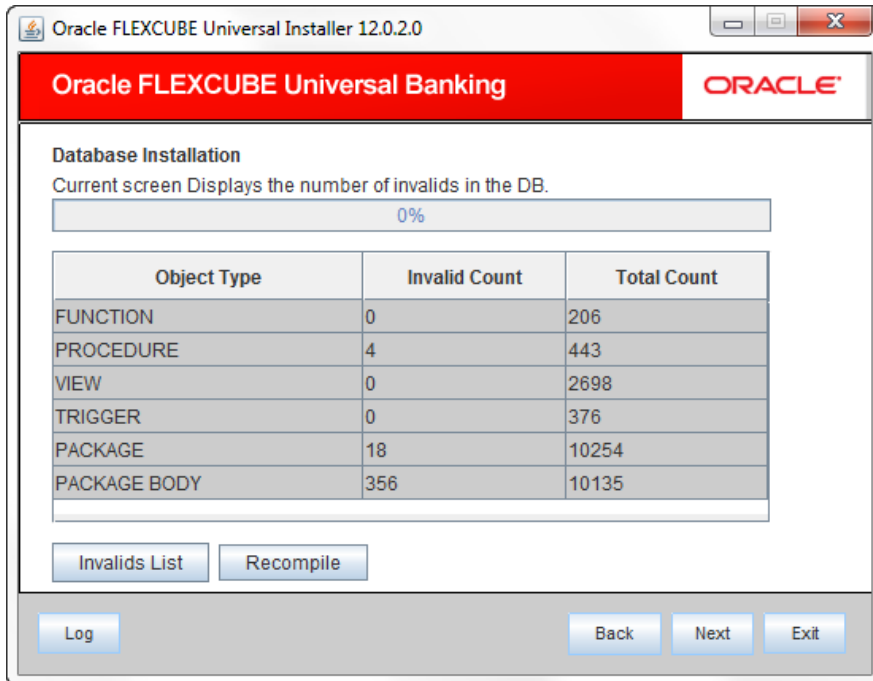 Oracle FLEXCUBE Universal Installer 12.0.2.0
Oracle FLEXCUBE Universal Banking ORACLE
Database Installation
Current screen Displays the number of invalids in the DB.
0%
Object Type Invalid Count Total Count
FUNCTION 0 206
PROCEDURE 4 443
VIEW 0 2698
TRIGGER 0 376
PACKAGE 18 10254
PACKAGE BODY 356 10135
Invalids List Recompile
Log Back Next Exit